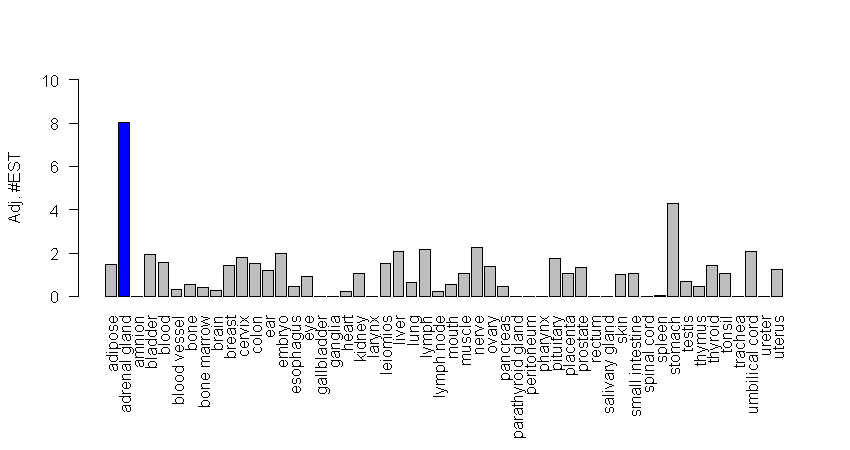 Adj. #EST
10
8
6
4
2
0
adipose
adrenal gland
amnion
bladder
blood
blood vessel
bone
bone marrow
brain
breast
cervix
colon
ear
embryo
esophagus
eye
gallbladder
ganglia
heart
kidney
larynx
leiomios
liver
lung
lymph
lymph node
mouth
muscle
nerve
ovary
pancreas
parathyroid gland
peritoneum
pharynx
pituitary
placenta
prostate
rectum
salivary gland
skin
small intestine
spinal cord
spleen
stomach
testis
thymus
thyroid
tonsil
trachea
umbilical cord
ureter
uterus